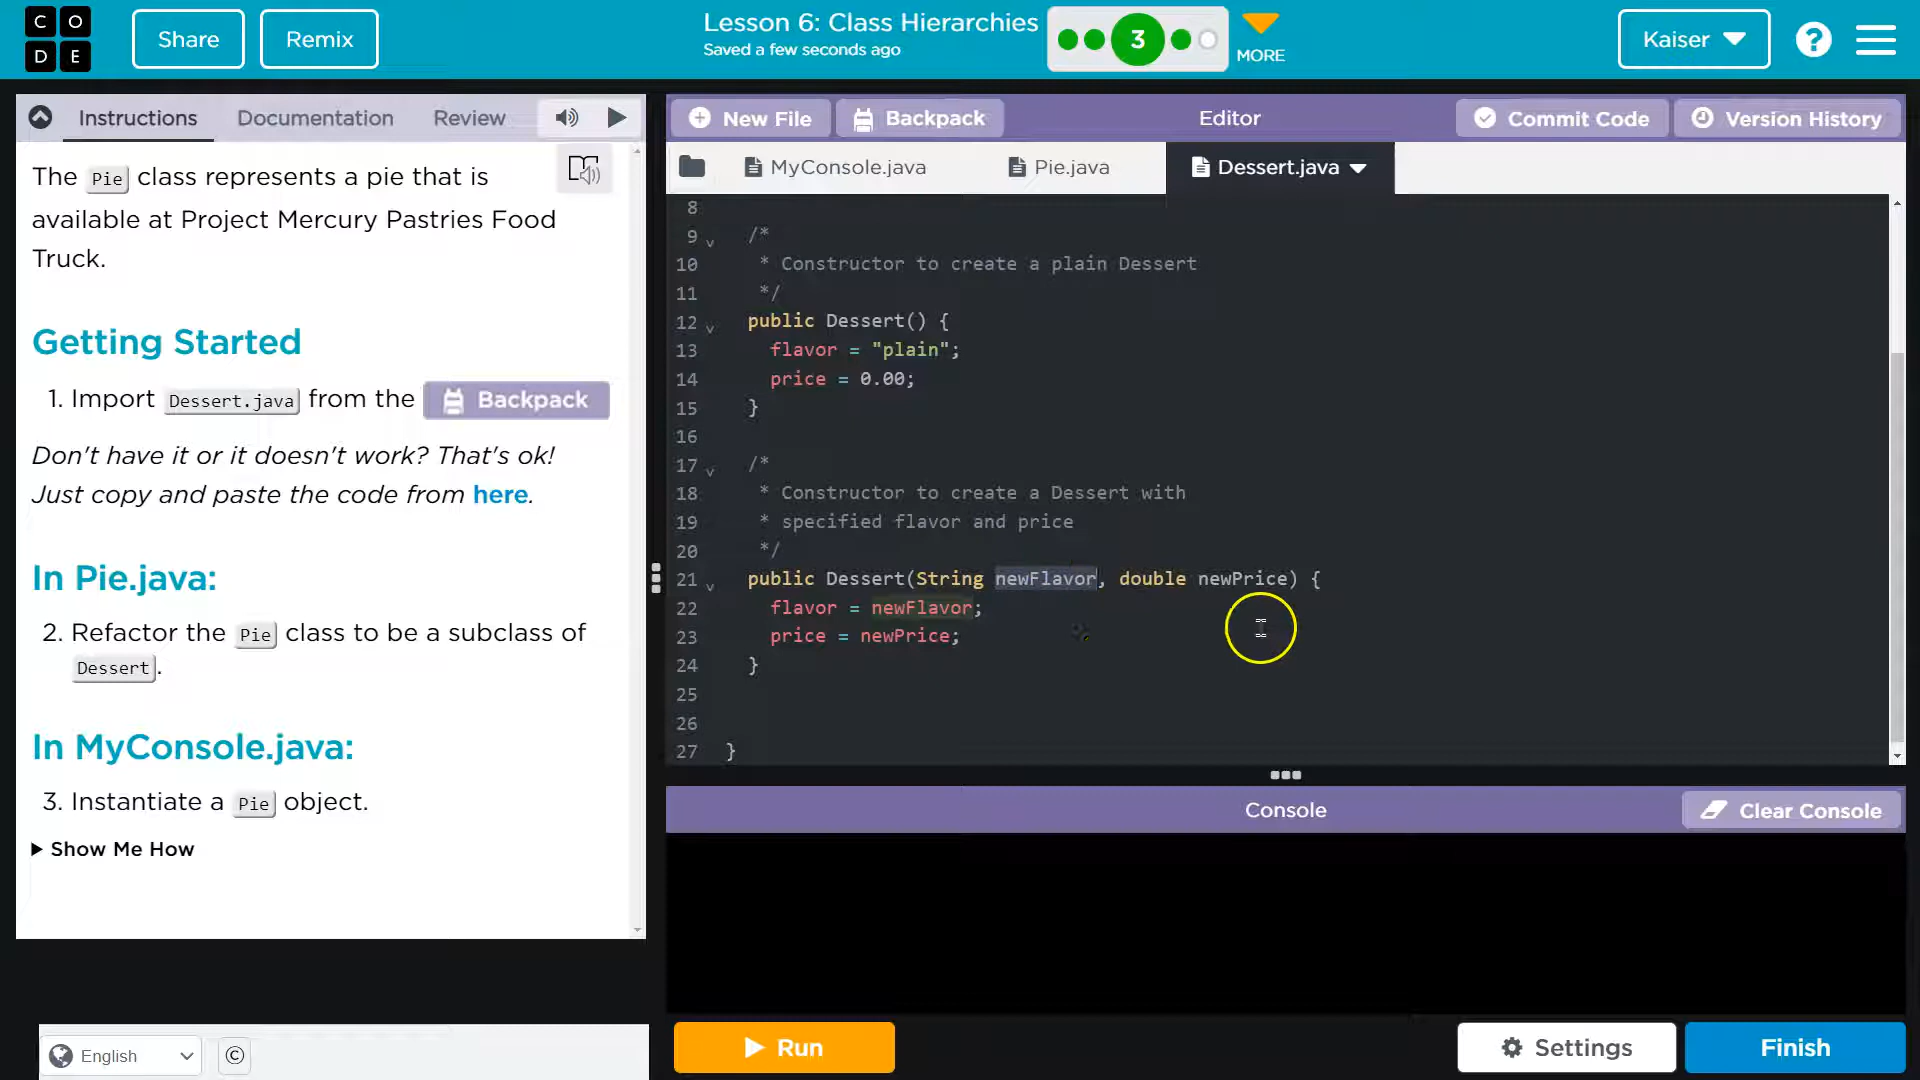 CO
DE
Share
Remix
Lesson 6: Class Hierarchies
Saved a few seconds ago
3
MORE
Kaiser
?
Instructions
Documentation
Review
The Pie class represents a pie that is
available at Project Mercury Pastries Food
Truck.
Getting Started
1. Import Dessert.java from the Backpack
Don't have it or it doesn't work? That's ok!
Just copy and paste the code from here.
In Pie.java:
2. Refactor the Pie class to be a subclass of
Dessert.
In MyConsole.java:
3. Instantiate a Pie object.
Show Me How
English
©
New File
Backpack
Editor
Commit Code
Version History
MyConsole.java
Pie.java
Dessert.java
8
9 /*
10 * Constructor to create a plain Dessert
11 */
12 public Dessert() {
13 flavor = "plain";
14 price = 0.00;
15 }
16
17 /*
18 * Constructor to create a Dessert with
19 * specified flavor and price
20 */
21 public Dessert(String newFlavor, double newPrice) {
22 flavor = newFlavor;
23 price = newPrice;
24 }
25
26
27 }
Console
Clear Console
Run
Settings
Finish